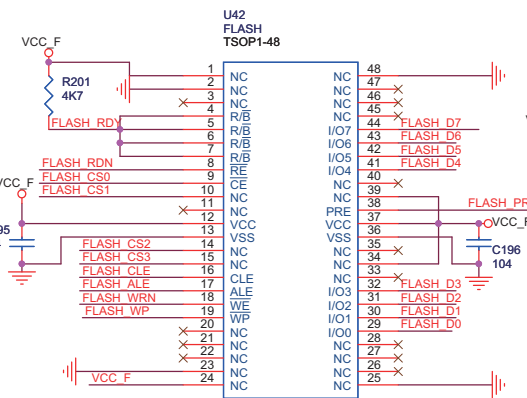 U42
FLASH
TSOP1-48
VCC_F
R201
4K7
1 NC NC 48
2 NC NC 47
3 NC NC 46
4 R/B NC 45
FLASH_RDY 5 R/B I/O7 44 FLASH_D7
6 R/B I/O6 43 FLASH_D6
7 R/B I/O5 42 FLASH_D5
FLASH_RDN 8 RE I/O4 41 FLASH_D4
FLASH_CS0 9 CE NC 40
FLASH_CS1 10 NC NC 39
VCC_F
11 NC PRE 38 FLASH_PR
12 VCC VCC 37 VCC_F
13 VSS VSS 36
95
FLASH_CS2 14 NC NC 35
C196
104
FLASH_CS3 15 NC NC 34
FLASH_CLE 16 CLE NC 33
FLASH_ALE 17 ALE I/O3 32 FLASH_D3
FLASH_WRN 18 WE I/O2 31 FLASH_D2
FLASH_WP 19 WP I/O1 30 FLASH_D1
20 NC I/O0 29 FLASH_D0
21 NC NC 28
22 NC NC 27
23 NC NC 26
VCC_F 24 NC NC 25